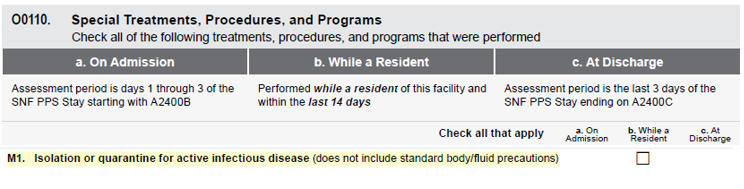 O0110. Special Treatments, Procedures, and Programs
Check all of the following treatments, procedures, and programs that were performed
a. On Admission b. While a Resident c. At Discharge
Assessment period is days 1 through 3 of the
SNF PPS Stay starting with A2400B
Performed while a resident of this facility and
within the last 14 days
Assessment period is the last 3 days of the
SNF PPS Stay ending on A2400C
Check all that apply
a. On
Admission
b. While a
Resident
c. At
Discharge
M1. Isolation or quarantine for active infectious disease (does not include standard body/fluid precautions)